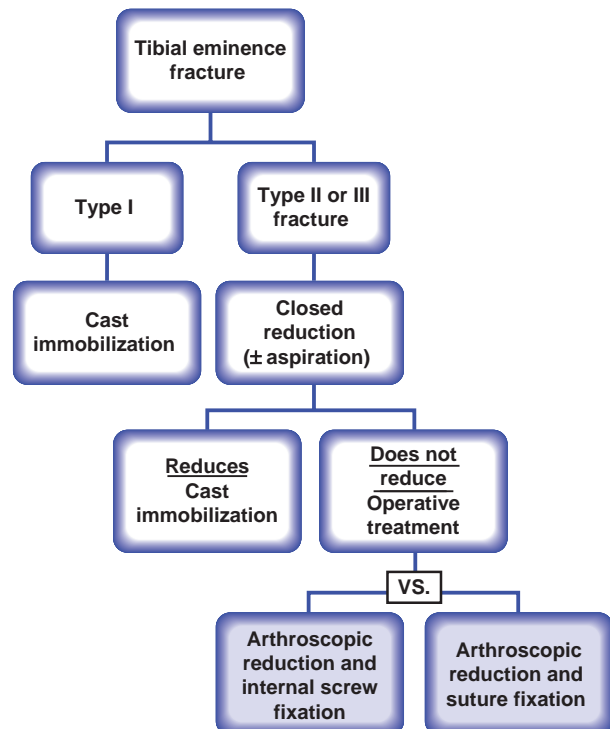 Tibial eminence
fracture
Type I
Type II or III
fracture
Cast
immobilization
Closed
reduction
(± aspiration)
Reduces
Cast
immobilization
Does not
reduce
Operative
treatment
VS.
Arthroscopic
reduction and
internal screw
fixation
Arthroscopic
reduction and
suture fixation